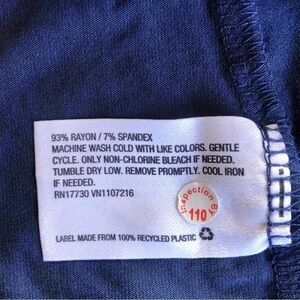 93% RAYON / 7% SPANDEX
MACHINE WASH COLD WITH LIKE COLORS. GENTLE
CYCLE. ONLY NON-CHLORINE BLEACH IF NEEDED.
TUMBLE DRY LOW. REMOVE PROMPTLY. COOL IRON
IF NEEDED.
RN17730 VN1107216
Inspection by
110
LABEL MADE FROM 100% RECYCLED PLASTIC